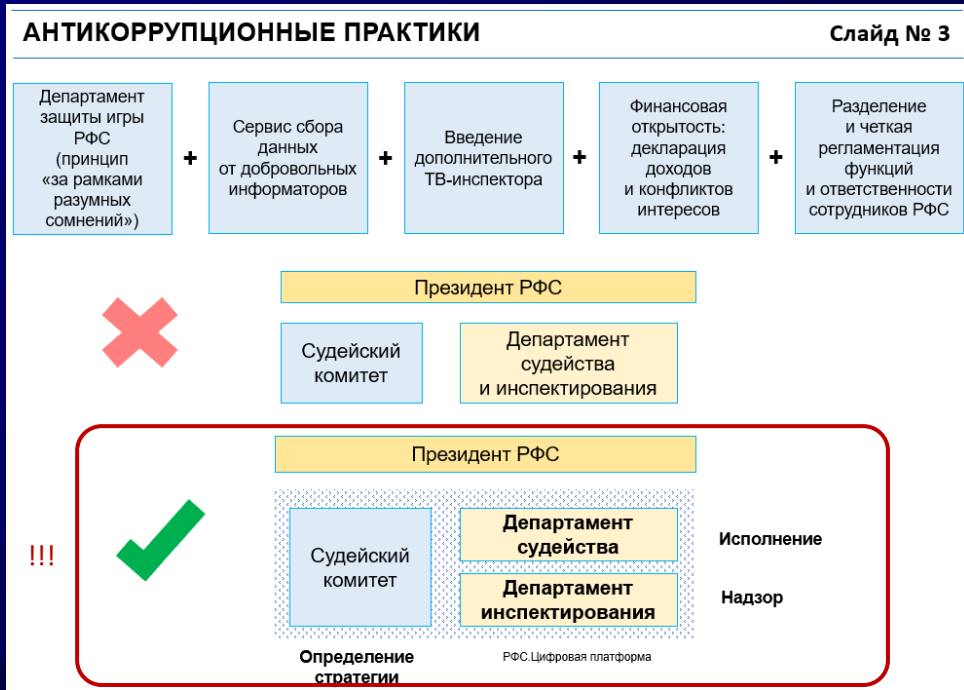 АНТИКОРРУПЦИОННЫЕ ПРАКТИКИ
Слайд № 3
Департамент
защиты игры
РФС
(принцип
«за рамками
разумных
сомнений»)
+
Сервис сбора
данных
от добровольных
информаторов
+
Введение
дополнительного
ТВ-инспектора
+
Финансовая
открытость:
декларация
доходов
и конфликтов
интересов
+
Разделение
и четкая
регламентация
функций
и ответственности
сотрудников РФС
Президент РФС
Судейский
комитет
Департамент
судейства
и инспектирования
!!!
Президент РФС
Судейский
комитет
Департамент
судейства
Исполнение
Департамент
инспектирования
Надзор
Определение
стратегии
РФС.Цифровая платформа